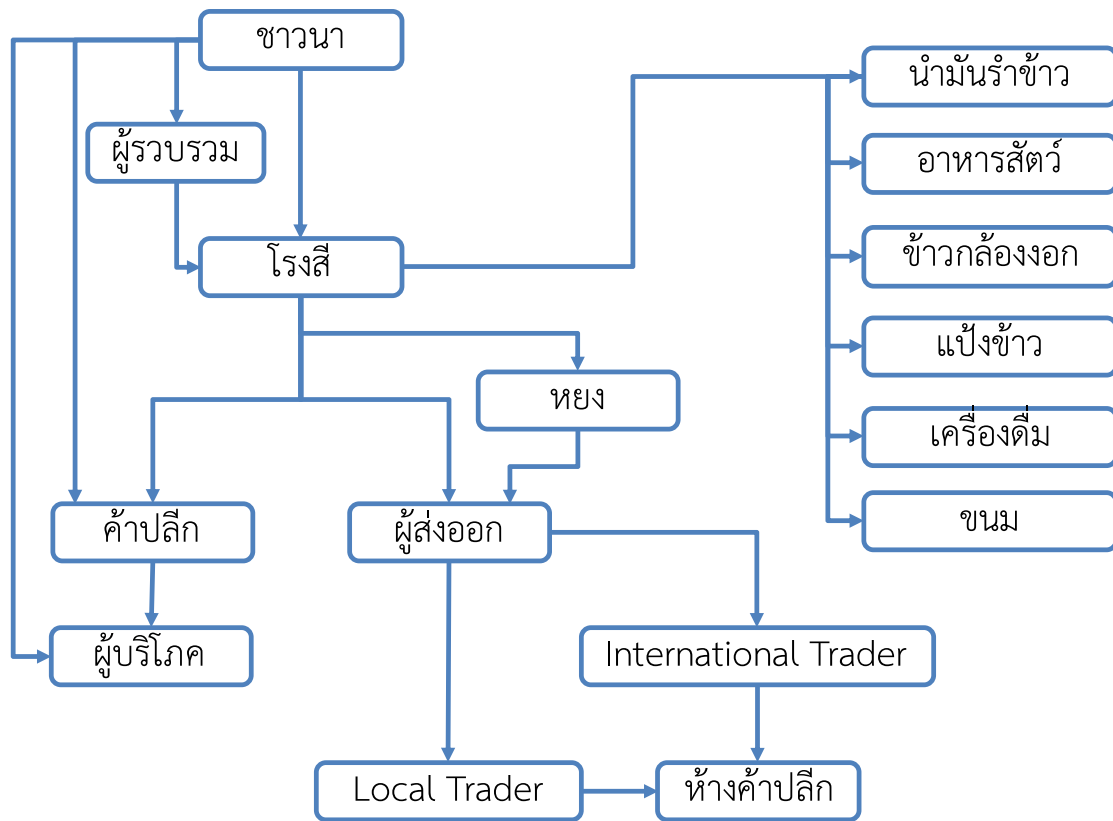 ชาวนา
น้ำมันรำข้าว
ผู้รวบรวม
อาหารสัตว์
โรงสี
ข้าวกล้องงอก
แป้งข้าว
หยง
เครื่องดื่ม
ค้าปลีก
ผู้ส่งออก
ขนม
ผู้บริโภค
International Trader
Local Trader
ห้างค้าปลีก